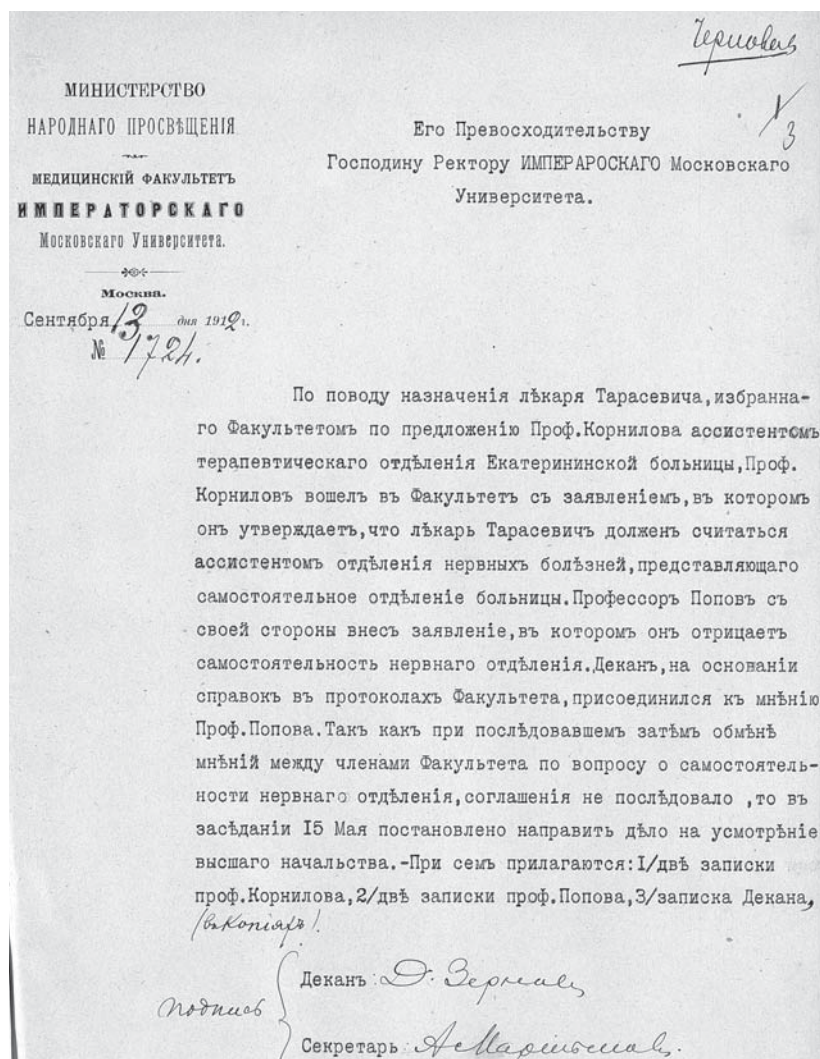 Черновая
МИНИСТЕРСТВО
НАРОДНАГО ПРОСВѢЩЕНІЯ
МЕДИЦИНСКІЙ ФАКУЛЬТЕТЪ
ИМПЕРАТОРСКАГО
Московскаго Университета.
Москва.
Сентября 13 дня 1912 г.
№ 1724.
Его Превосходительству
Господину Ректору ИМПЕРАРОСКАГО Московскаго
Университета.
По поводу назначенія лѣкаря Тарасевича,избранна-
го Факультетомъ по предложенію Проф.Корнилова ассистентомъ
терапевтическаго отдѣленія Екатерининской больницы,Проф.
Корниловъ вошелъ въ Факультетъ съ заявленіемъ,въ которомъ
онъ утверждаетъ,что лѣкарь Тарасевичъ долженъ считаться
ассистентомъ отдѣленія нервныхъ болѣзней,представляющаго
самостоятельное отдѣленіе больницы.Профессоръ Поповъ съ
своей стороны внесъ заявленіе,въ которомъ онъ отрицаетъ
самостоятельность нервнаго отдѣленія.Деканъ,на основаніи
справокъ въ протоколахъ Факультета,присоединился къ мнѣнію
Проф.Попова.Такъ какъ при послѣдовавшемъ затѣмъ обмѣнѣ
мнѣній между членами Факультета по вопросу о самостоятель-
ности нервнаго отдѣленія,соглашенія не послѣдовало ,то въ
засѣданіи 15 Мая постановлено направить дѣло на усмотрѣніе
высшаго начальства.-При семъ прилагаются:1/двѣ записки
проф.Корнилова,2/двѣ записки проф.Попова,3/записка Декана,
(въ копіяхъ).
подпись
Деканъ: Д. Зерновъ
Секретарь: А Мартыновъ.